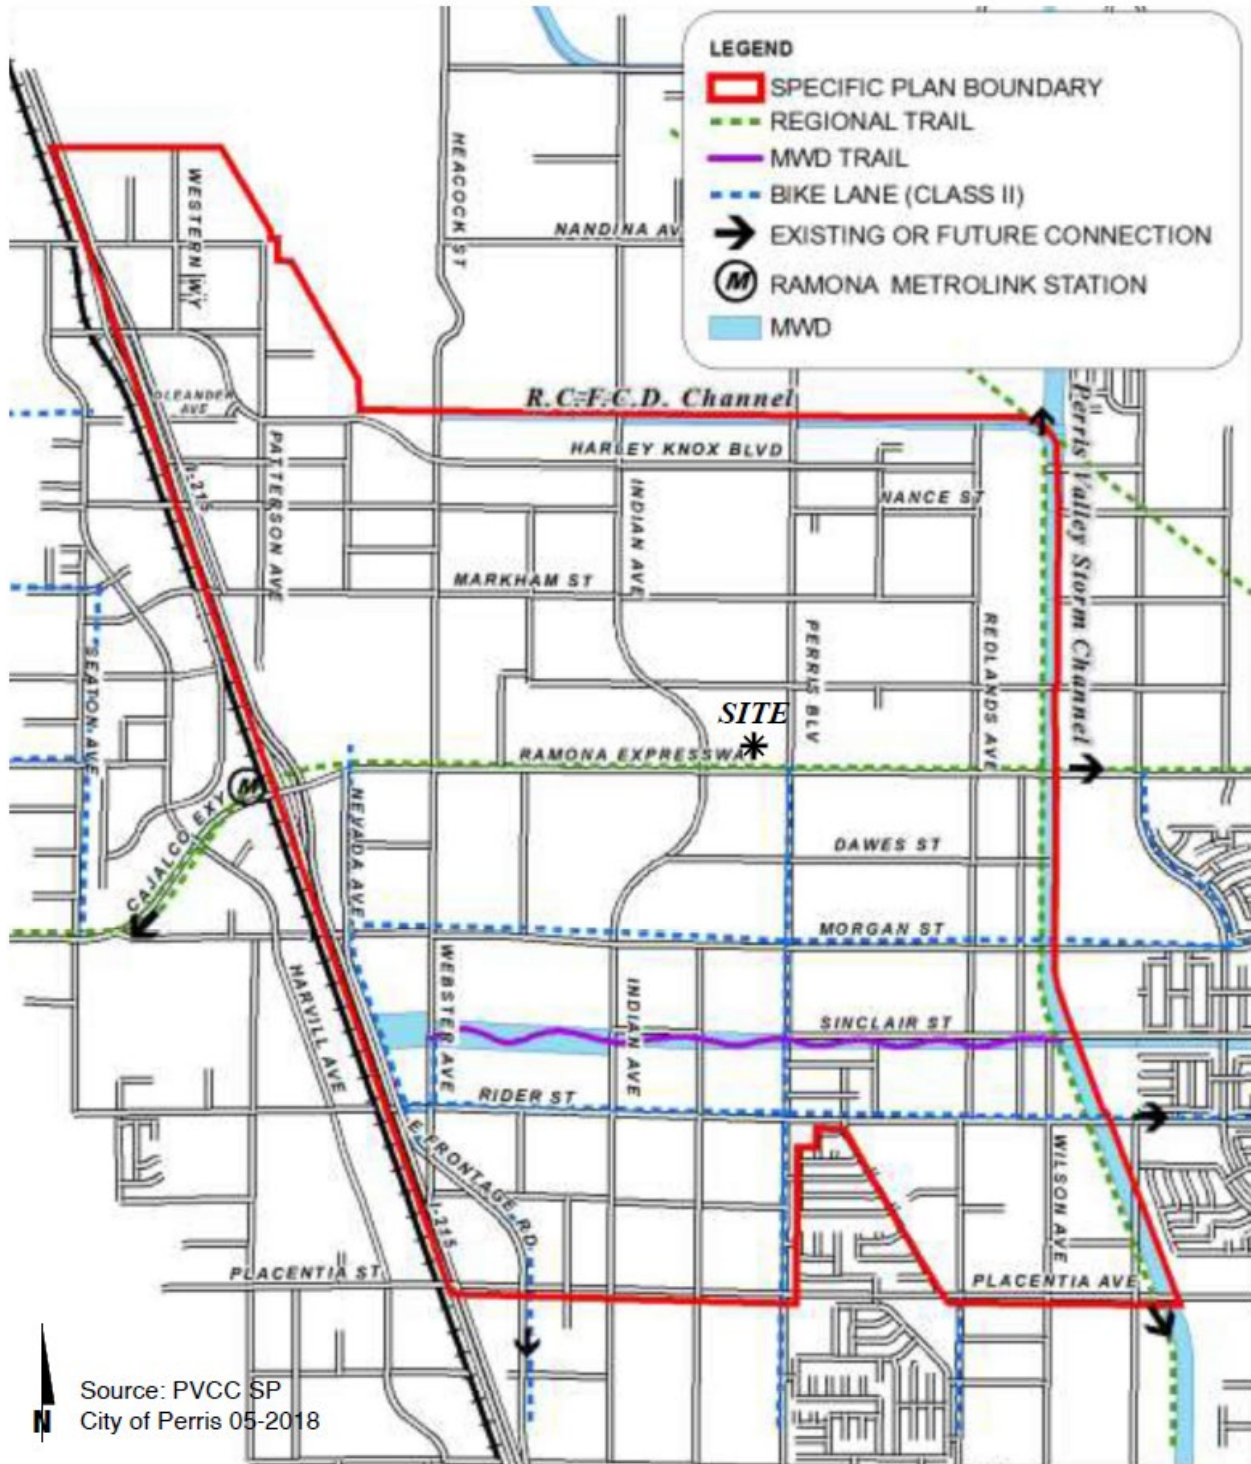 LEGEND
SPECIFIC PLAN BOUNDARY
REGIONAL TRAIL
MWD TRAIL
BIKE LANE (CLASS II)
EXISTING OR FUTURE CONNECTION
M RAMONA METROLINK STATION
MWD
HEACOCK ST
WESTERN WY
NANDINA AV
OLEANDER
AVE
R.C.F.C.D. Channel
Perris Valley Storm Channel
HARLEY KNOX BLVD
PATTERSON AVE
I-215
INDIAN AVE
NANCE ST
MARKHAM ST
SEATON AVE
PERRIS BLV
REDLANDS AVE
SITE
RAMONA EXPRESSWA
M
CAJALCO EXY
NEVADA AVE
DAWES ST
MORGAN ST
HARVILL AVE
WEBSTER AVE
INDIAN AVE
SINCLAIR ST
RIDER ST
E FRONTAGE RD
WILSON AVE
I-215
PLACENTIA ST
PLACENTIA AVE
N
Source: PVCC SP
City of Perris 05-2018